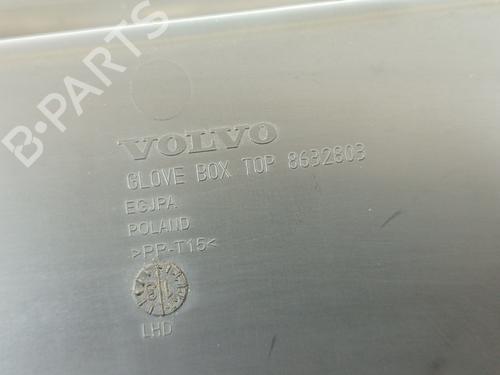 B-PARTS
VOLVO
GLOVE BOX TOP 8632803
EGJPA
POLAND
>PP-T15<
LHD